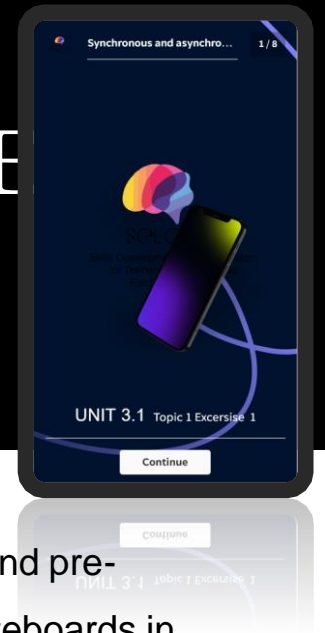 Synchronous and asynchro... 1/8
E
UNIT 3.1 Topic 1 Excersise 1
Continue
nd pre-
eboards in